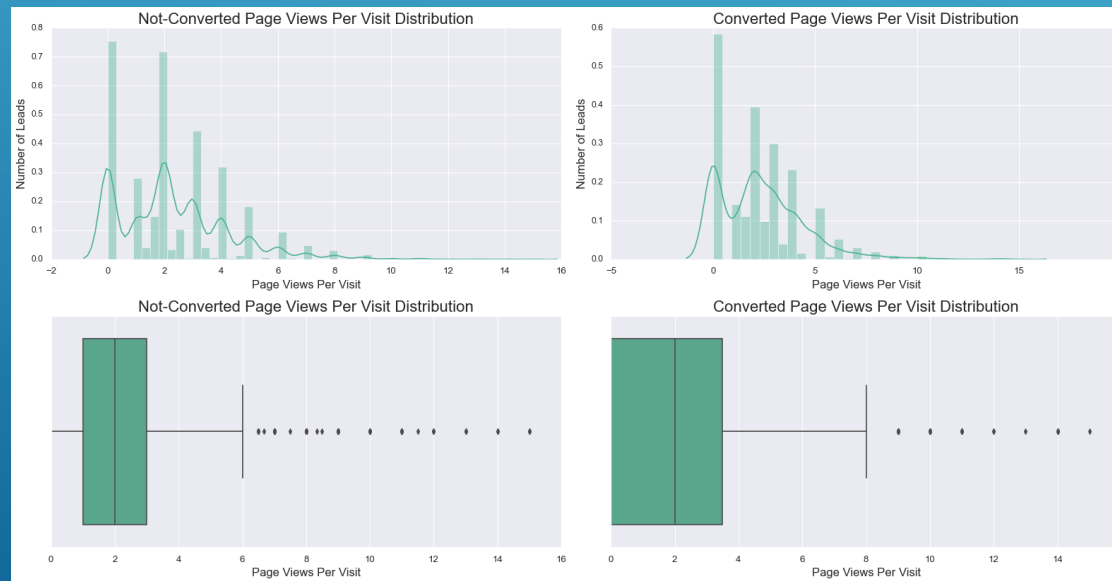 Not-Converted Page Views Per Visit Distribution
0.8
0.7
0.6
0.5
0.4
0.3
0.2
0.1
0.0
Number of Leads
−2 0 2 4 6 8 10 12 14 16
Page Views Per Visit
Converted Page Views Per Visit Distribution
0.6
0.5
0.4
0.3
0.2
0.1
0.0
Number of Leads
−5 0 5 10 15
Page Views Per Visit
Not-Converted Page Views Per Visit Distribution
0 2 4 6 8 10 12 14 16
Page Views Per Visit
Converted Page Views Per Visit Distribution
0 2 4 6 8 10 12 14
Page Views Per Visit